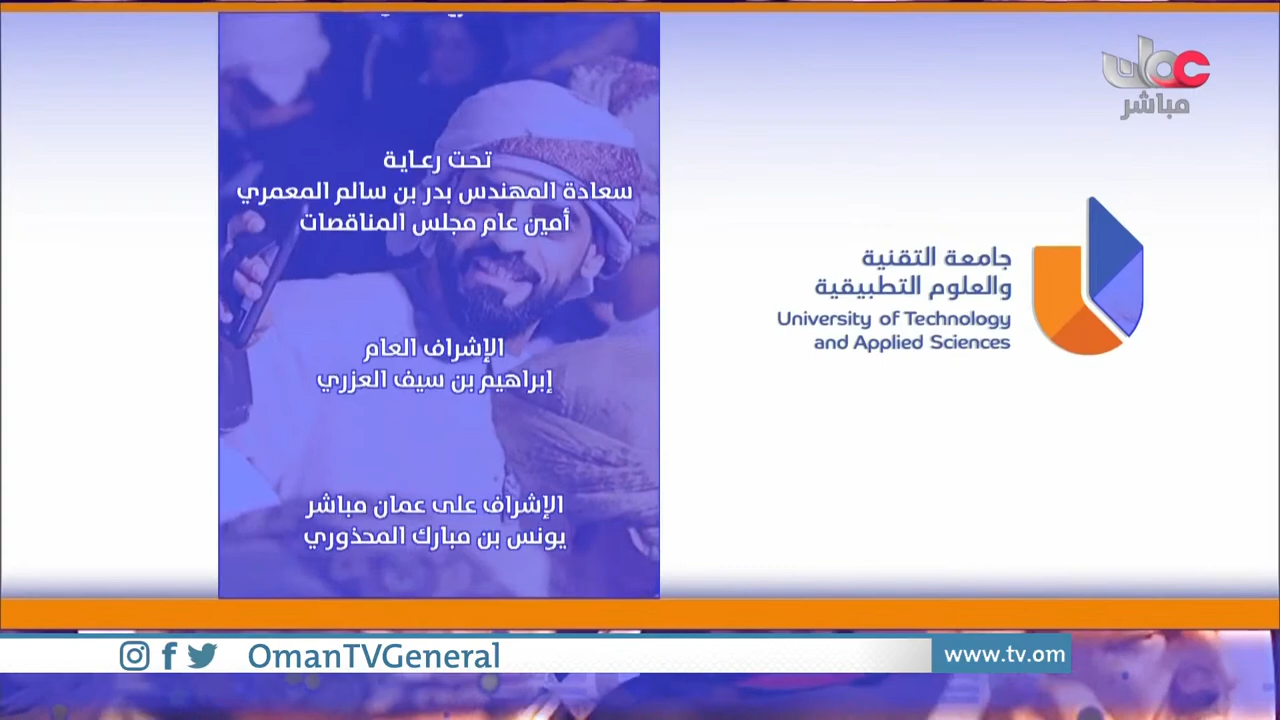 عمان
مباشر
تحت رعاية
سعادة المهندس بدر بن سالم المعمري
أمين عام مجلس المناقصات
الإشراف العام
إبراهيم بن سيف العزري
الإشراف على عمان مباشر
يونس بن مبارك المحذوري
جامعة التقنية
والعلوم التطبيقية
University of Technology
and Applied Sciences
OmanTVGeneral
www.tv.om